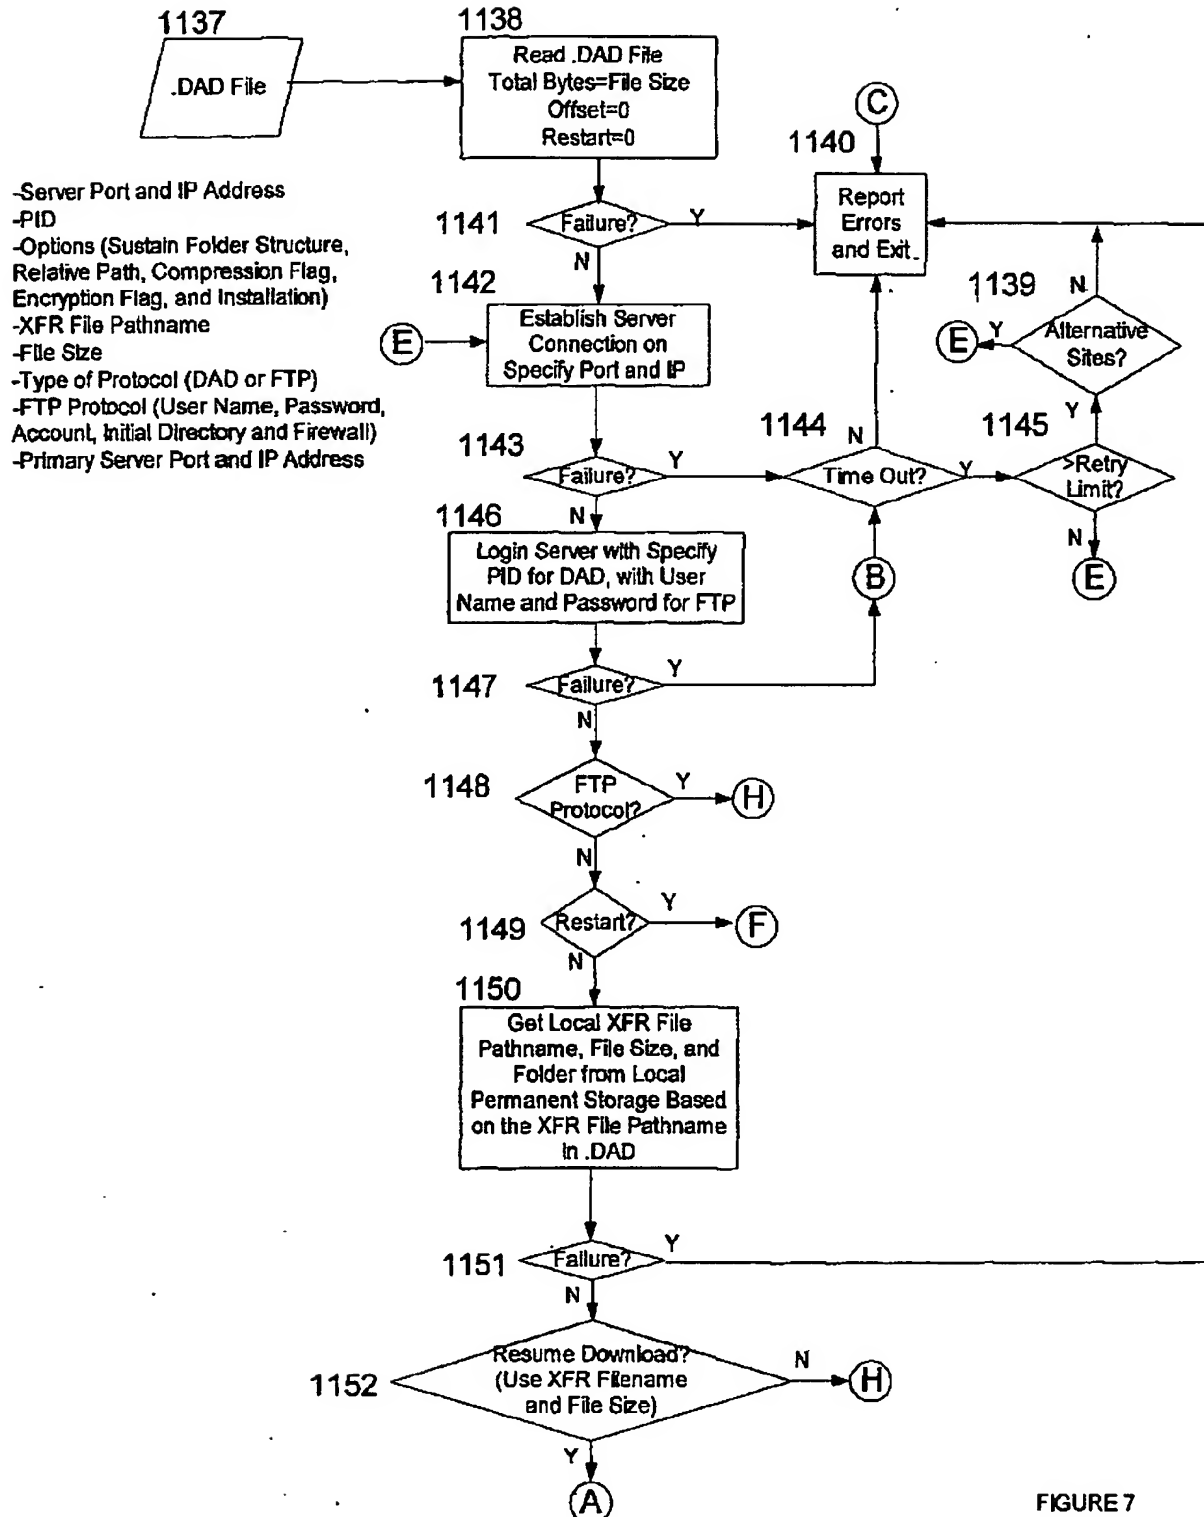 1137
.DAD File
1138
Read .DAD File
Total Bytes=File Size
Offset=0
Restart=0
C
1140
Report
Errors
and Exit
-Server Port and IP Address
-PID
-Options (Sustain Folder Structure,
Relative Path, Compression Flag,
Encryption Flag, and Installation)
-XFR File Pathname
-File Size
-Type of Protocol (DAD or FTP)
-FTP Protocol (User Name, Password,
Account, Initial Directory and Firewall)
-Primary Server Port and IP Address
1141
Failure?
Y
N
1142
E
Establish Server
Connection on
Specify Port and IP
1139
N
E
Y
Alternative
Sites?
1143
Failure?
Y
N
1144
N
Time Out?
Y
1145
Y
>Retry
Limit?
N
E
1146
Login Server with Specify
PID for DAD, with User
Name and Password for FTP
B
1147
Failure?
Y
N
1148
FTP
Protocol?
Y
H
N
1149
Restart?
Y
F
N
1150
Get Local XFR File
Pathname, File Size, and
Folder from Local
Permanent Storage Based
on the XFR File Pathname
in .DAD
1151
Failure?
Y
N
1152
Resume Download?
(Use XFR Filename
and File Size)
N
H
Y
A
FIGURE 7